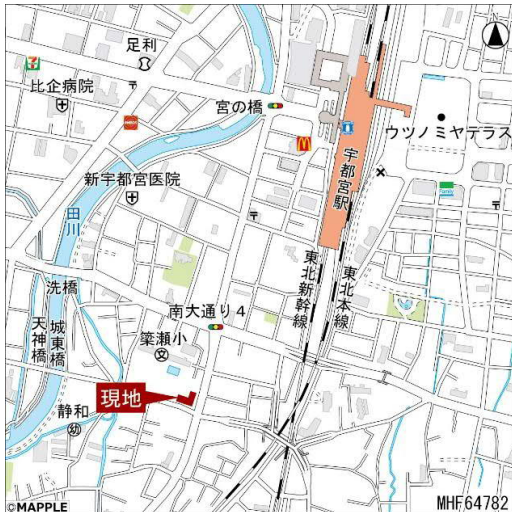 足利
比企病院
宮の橋
ウツノミヤテラス
宇都宮駅
新宇都宮医院
田川
東北新幹線
東北本線
洗橋
南大通り4
天神橋
城東橋
簗瀬小
文
現地
静和
幼
©MAPPLE
MHF64782